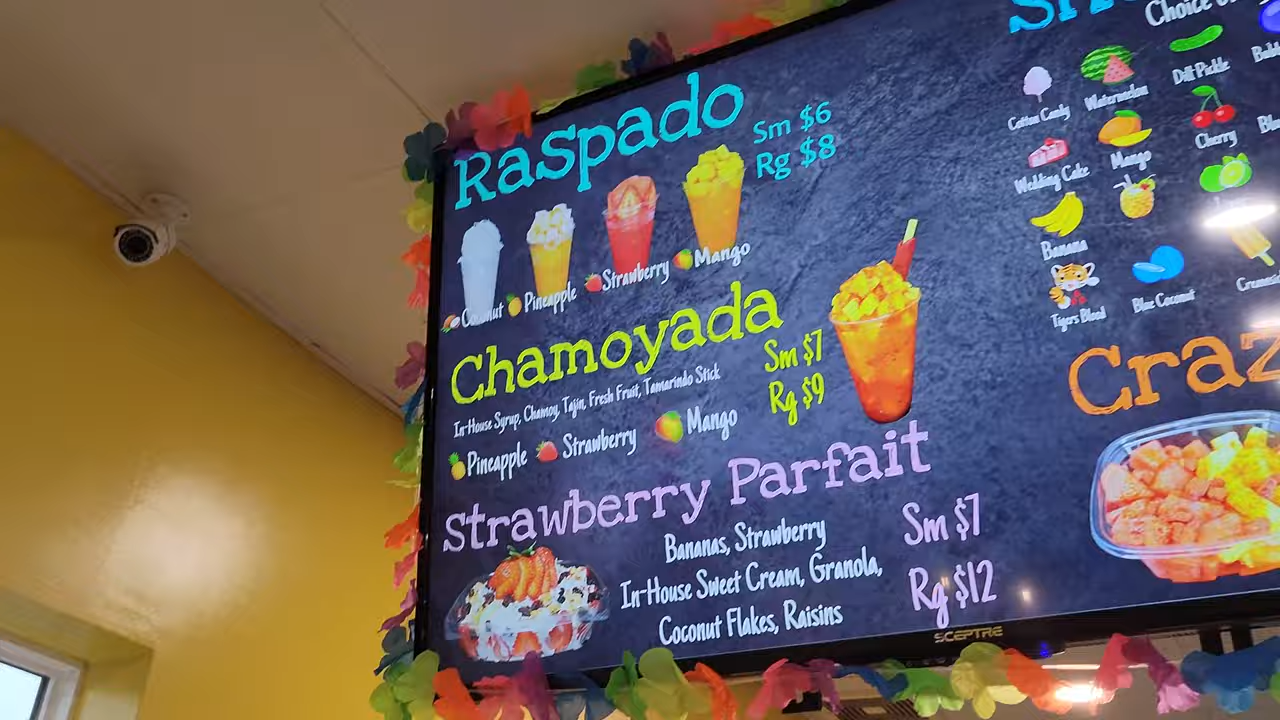 Raspado
Sm $6
Rg $8
Coconut Pineapple Strawberry Mango
Chamoyada
Sm $7
Rg $9
In-House Syrup, Chamoy, Tajin, Fresh Fruit, Tamarindo Stick
Pineapple Strawberry Mango
Strawberry Parfait
Bananas, Strawberry
In-House Sweet Cream, Granola,
Coconut Flakes, Raisins
Sm $7
Rg $12
Choice
Cotton Candy Watermelon Dill Pickle
Wedding Cake Mango Cherry
Banana
Tigers Blood Blue Coconut
Craz
SCEPTRE